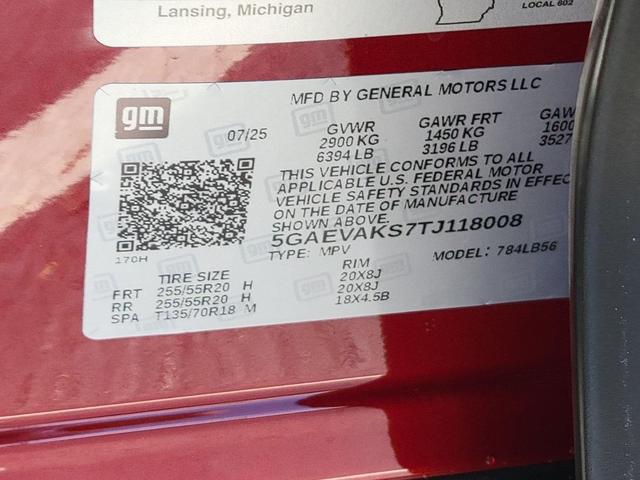 Lansing, Michigan
LOCAL 602
gm
MFD BY GENERAL MOTORS LLC
07/25
GVWR GAWR FRT GAW
2900 KG 1450 KG 1600
6394 LB 3196 LB 3527
THIS VEHICLE CONFORMS TO ALL
APPLICABLE U.S. FEDERAL MOTOR
VEHICLE SAFETY STANDARDS IN EFFEC
ON THE DATE OF MANUFACTURE
SHOWN ABOVE.
5GAEVAKS7TJ118008
170H
TYPE: MPV MODEL: 784LB56
TIRE SIZE RIM
FRT 255/55R20 H 20X8J
RR 255/55R20 H 20X8J
SPA T135/70R18 M 18X4.5B